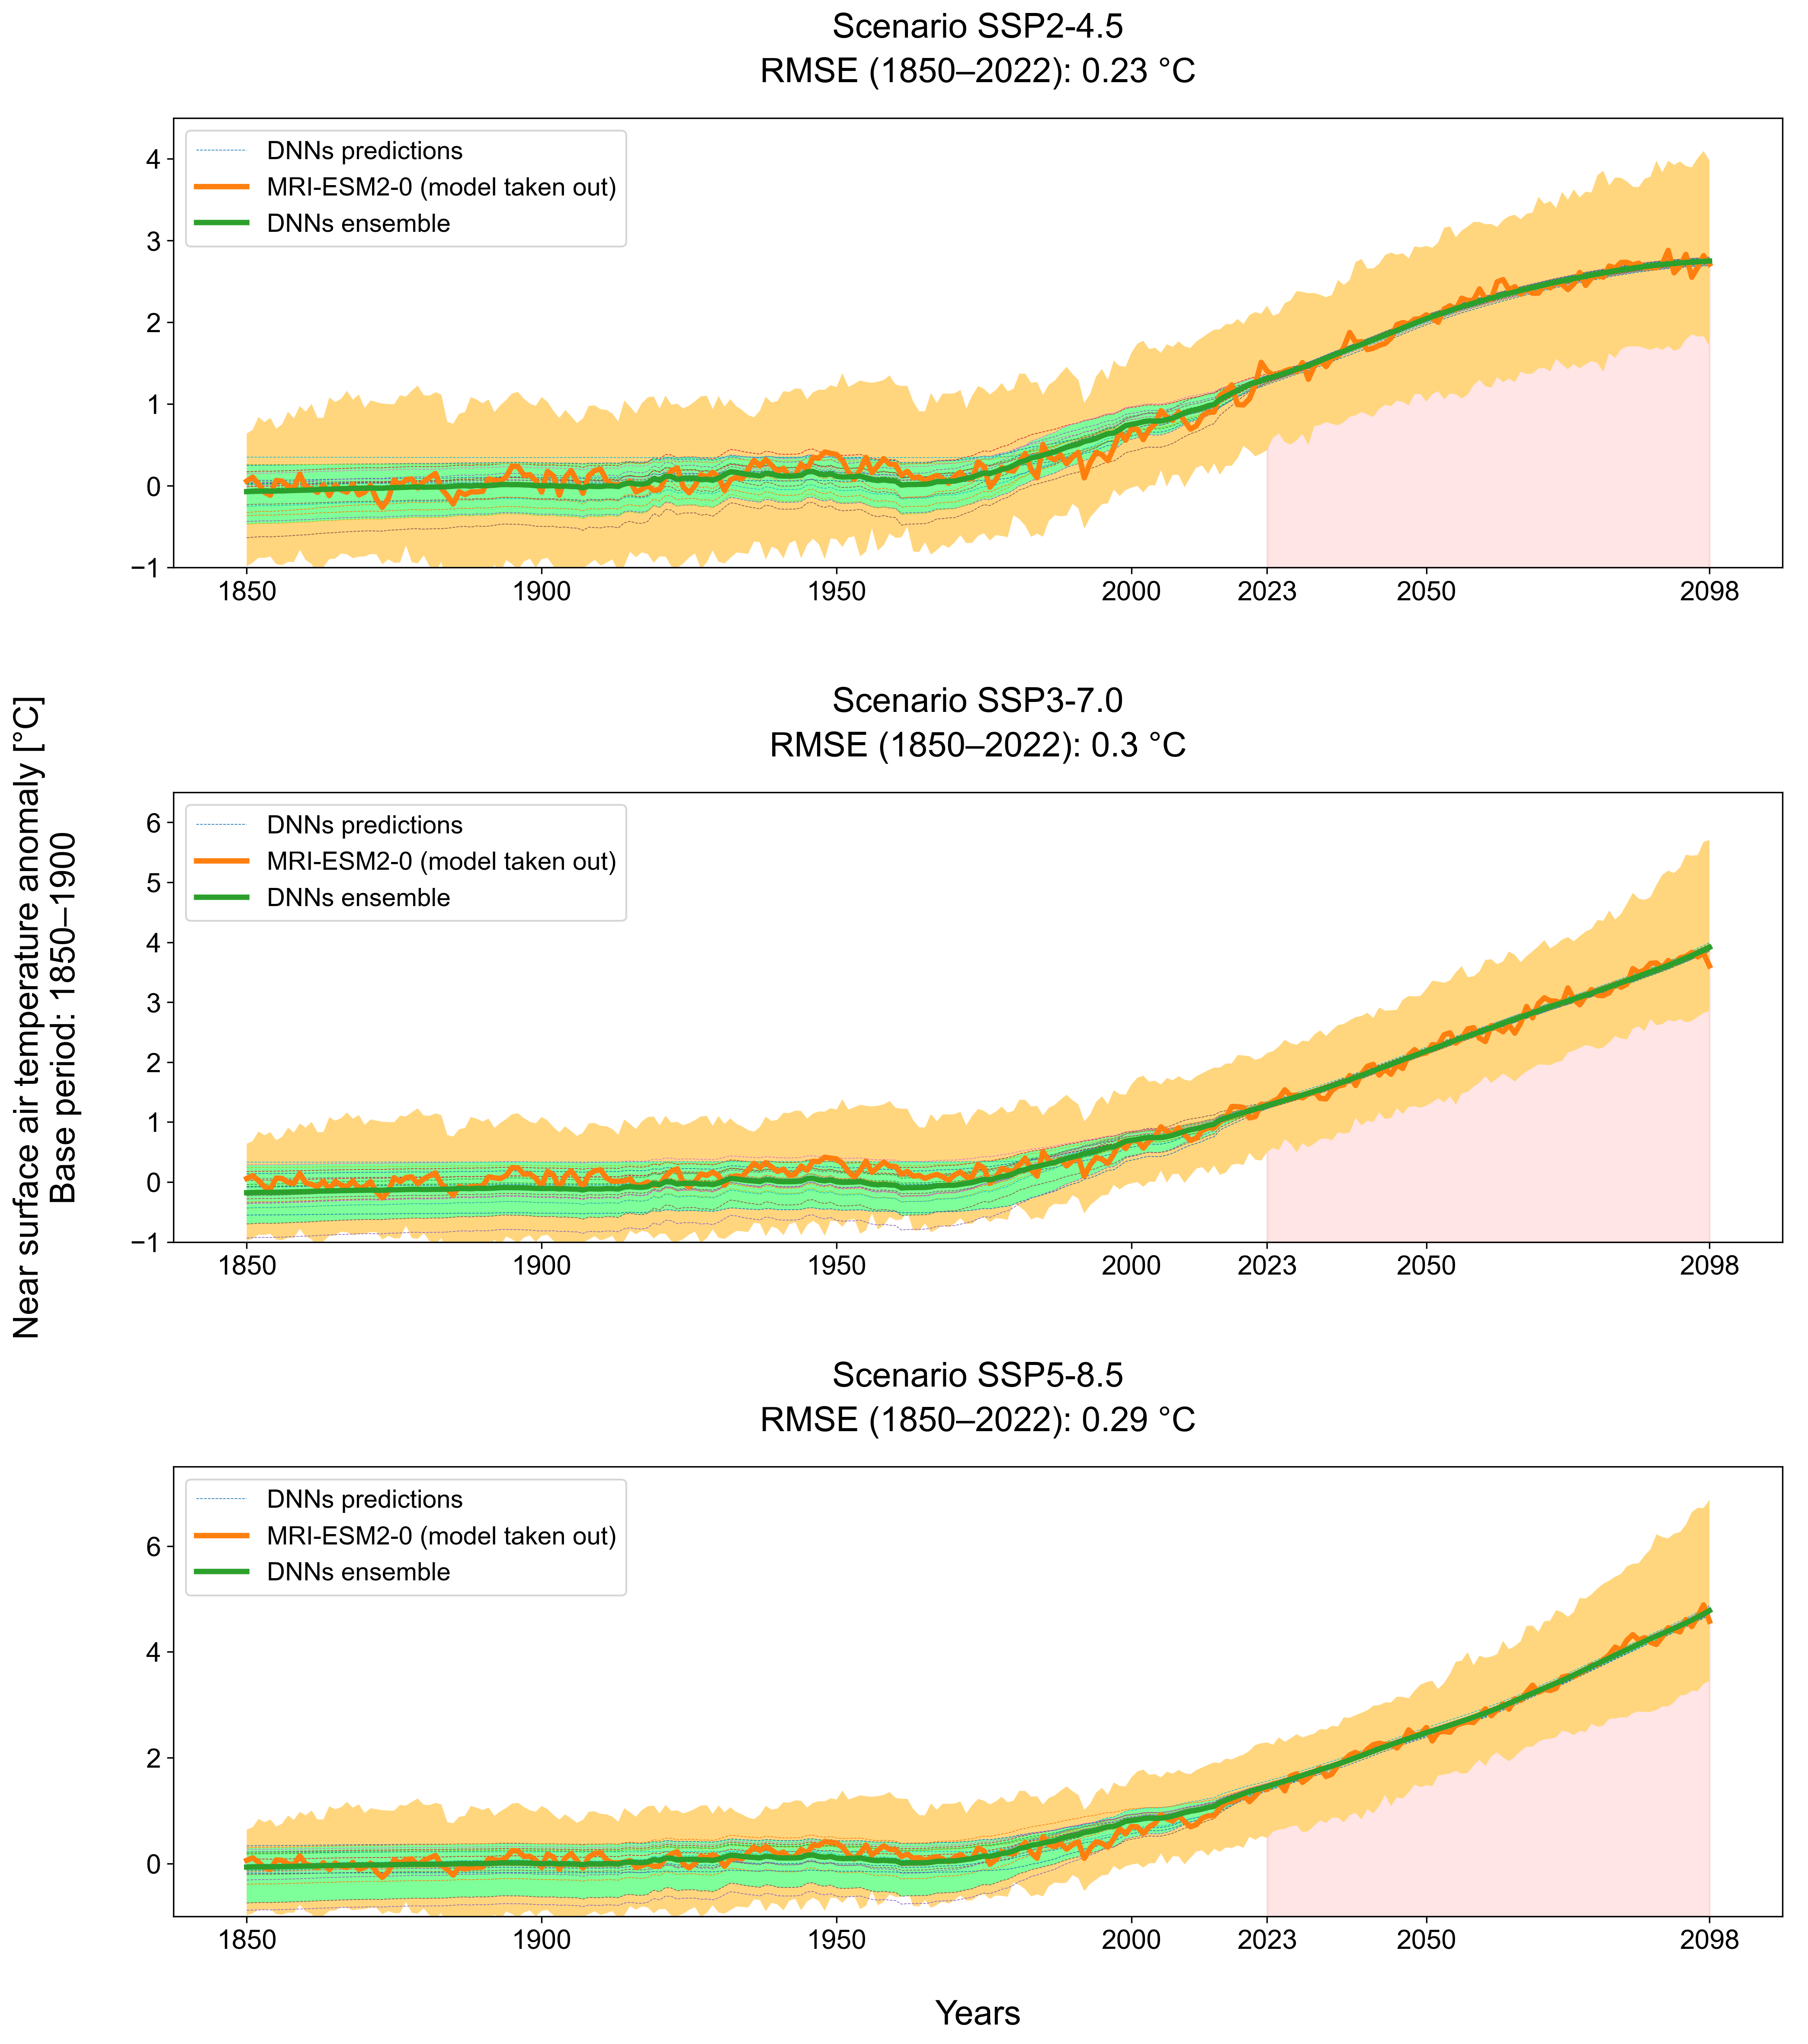 Scenario SSP2-4.5
RMSE (1850–2022): 0.23 °C
DNNs predictions
MRI-ESM2-0 (model taken out)
DNNs ensemble
4
3
2
1
0
−1
1850 1900 1950 2000 2023 2050 2098
Near surface air temperature anomaly [°C]
Base period: 1850–1900
Scenario SSP3-7.0
RMSE (1850–2022): 0.3 °C
DNNs predictions
MRI-ESM2-0 (model taken out)
DNNs ensemble
6
5
4
3
2
1
0
−1
1850 1900 1950 2000 2023 2050 2098
Scenario SSP5-8.5
RMSE (1850–2022): 0.29 °C
DNNs predictions
MRI-ESM2-0 (model taken out)
DNNs ensemble
6
4
2
0
1850 1900 1950 2000 2023 2050 2098
Years